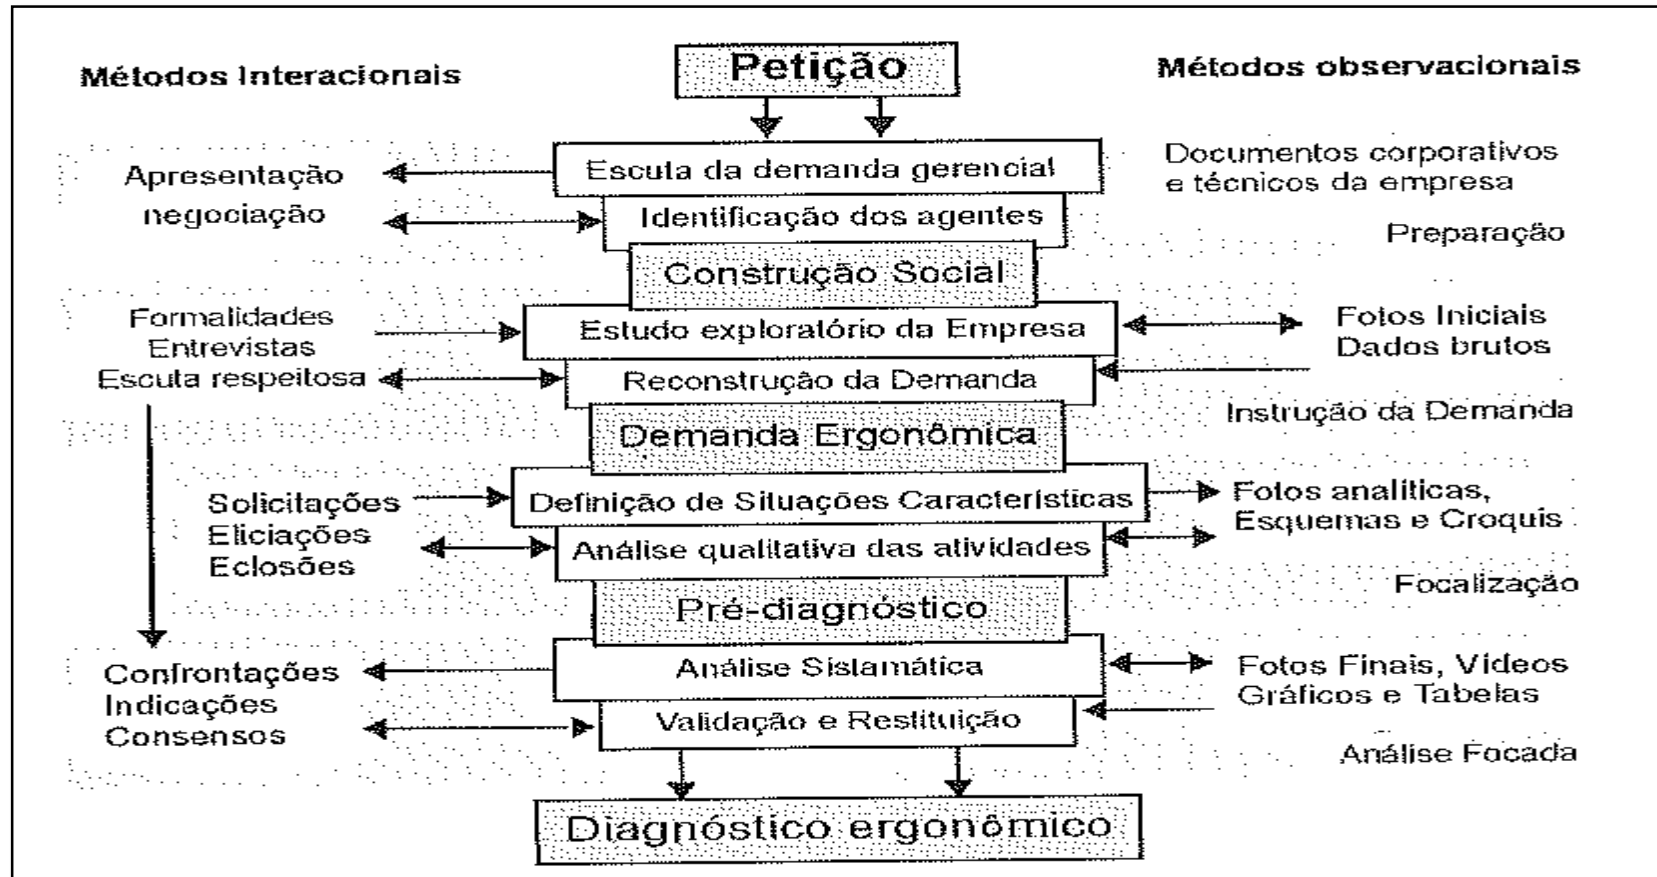 Petição
Métodos Interacionais
Métodos observacionais
Escuta da demanda gerencial
Apresentação
negociação
Documentos corporativos
e técnicos da empresa
Identificação dos agentes
Preparação
Construção Social
Formalidades
Entrevistas
Escuta respeitosa
Estudo exploratório da Empresa
Fotos Iniciais
Dados brutos
Reconstrução da Demanda
Instrução da Demanda
Demanda Ergonômica
Solicitações
Eliciações
Eclosões
Definição de Situações Características
Fotos analíticas,
Esquemas e Croquis
Análise qualitativa das atividades
Focalização
Pré-diagnóstico
Confrontações
Indicações
Consensos
Análise Sislamática
Fotos Finais, Vídeos
Gráficos e Tabelas
Validação e Restituição
Análise Focada
Diagnóstico ergonômico